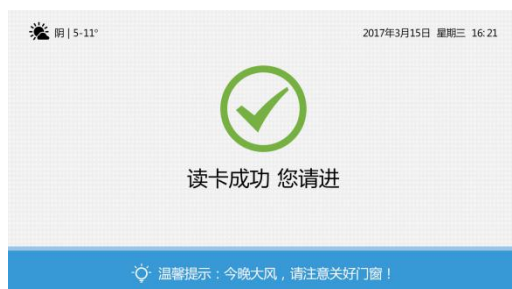 阴 | 5-11°
2017年3月15日 星期三 16:21
读卡成功 您请进
温馨提示：今晚大风，请注意关好门窗！